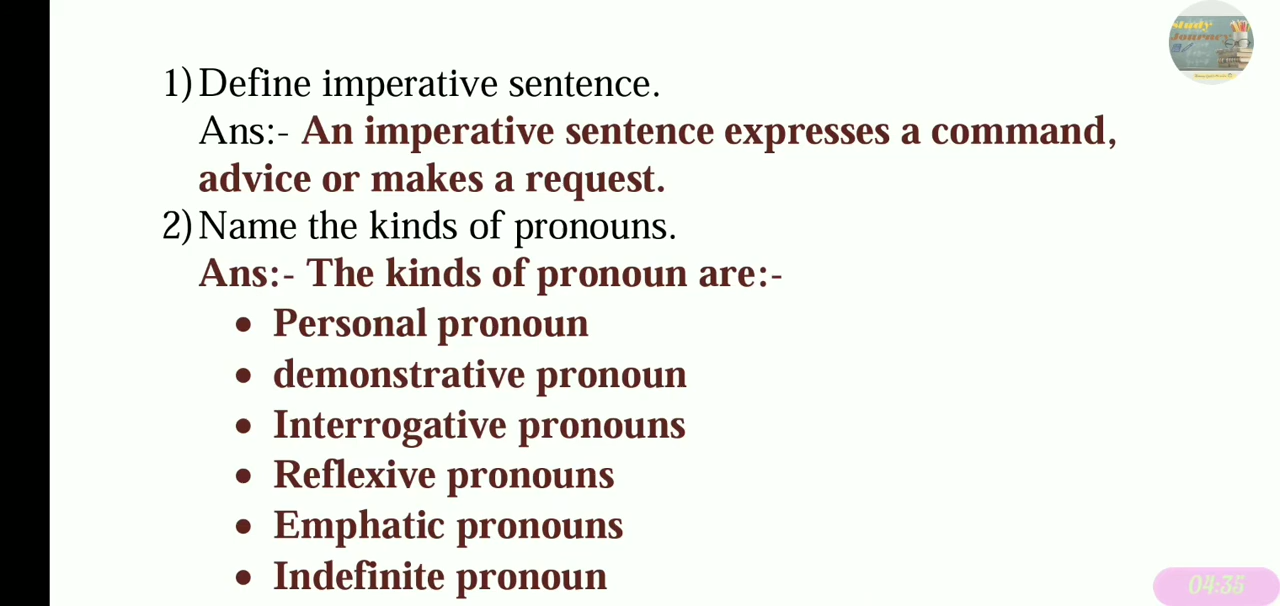 Study
Journey
1) Define imperative sentence.
Ans:- An imperative sentence expresses a command,
advice or makes a request.
2) Name the kinds of pronouns.
Ans:- The kinds of pronoun are:-
• Personal pronoun
• demonstrative pronoun
• Interrogative pronouns
• Reflexive pronouns
• Emphatic pronouns
• Indefinite pronoun
04:35